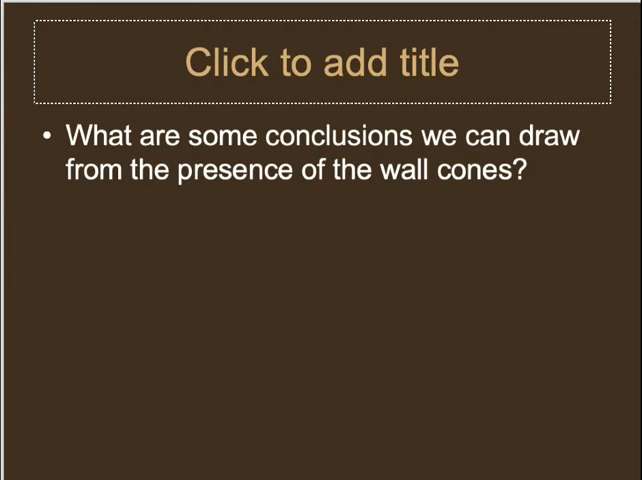 Click to add title
• What are some conclusions we can draw
from the presence of the wall cones?